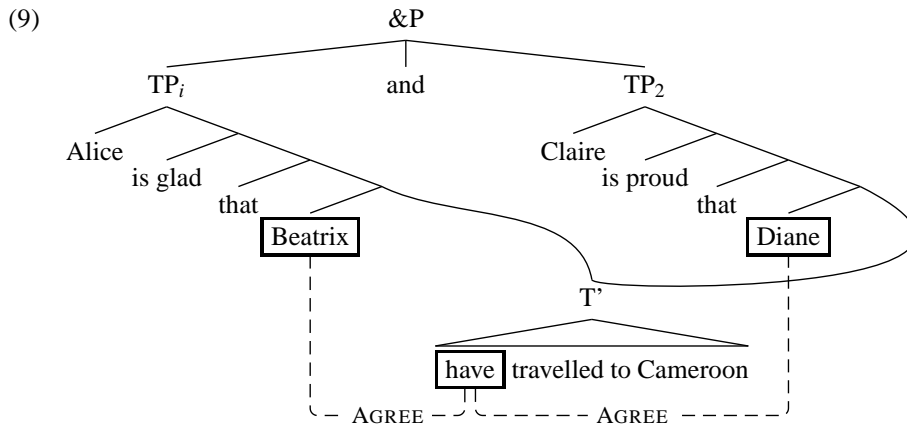 (9)
&P
TPi and TP2
Alice Claire
is glad is proud
that that
Beatrix Diane
T’
have travelled to Cameroon
AGREE AGREE